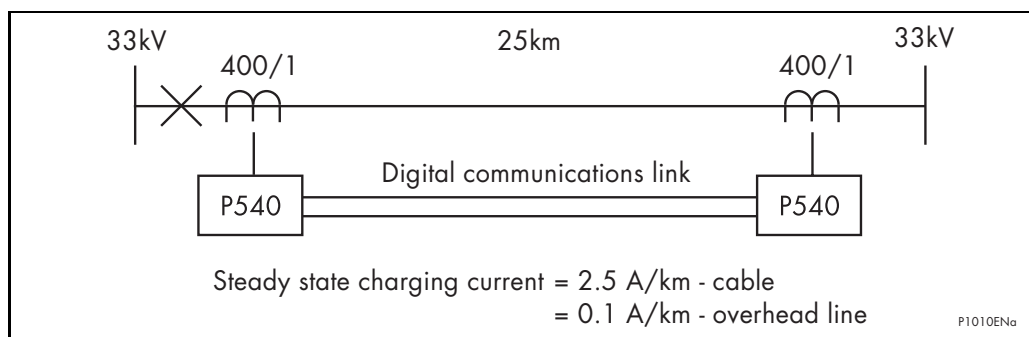 33kV 25km 33kV
400/1 400/1
Digital communications link
P540 P540
Steady state charging current = 2.5 A/km - cable
= 0.1 A/km - overhead line
P1010ENa